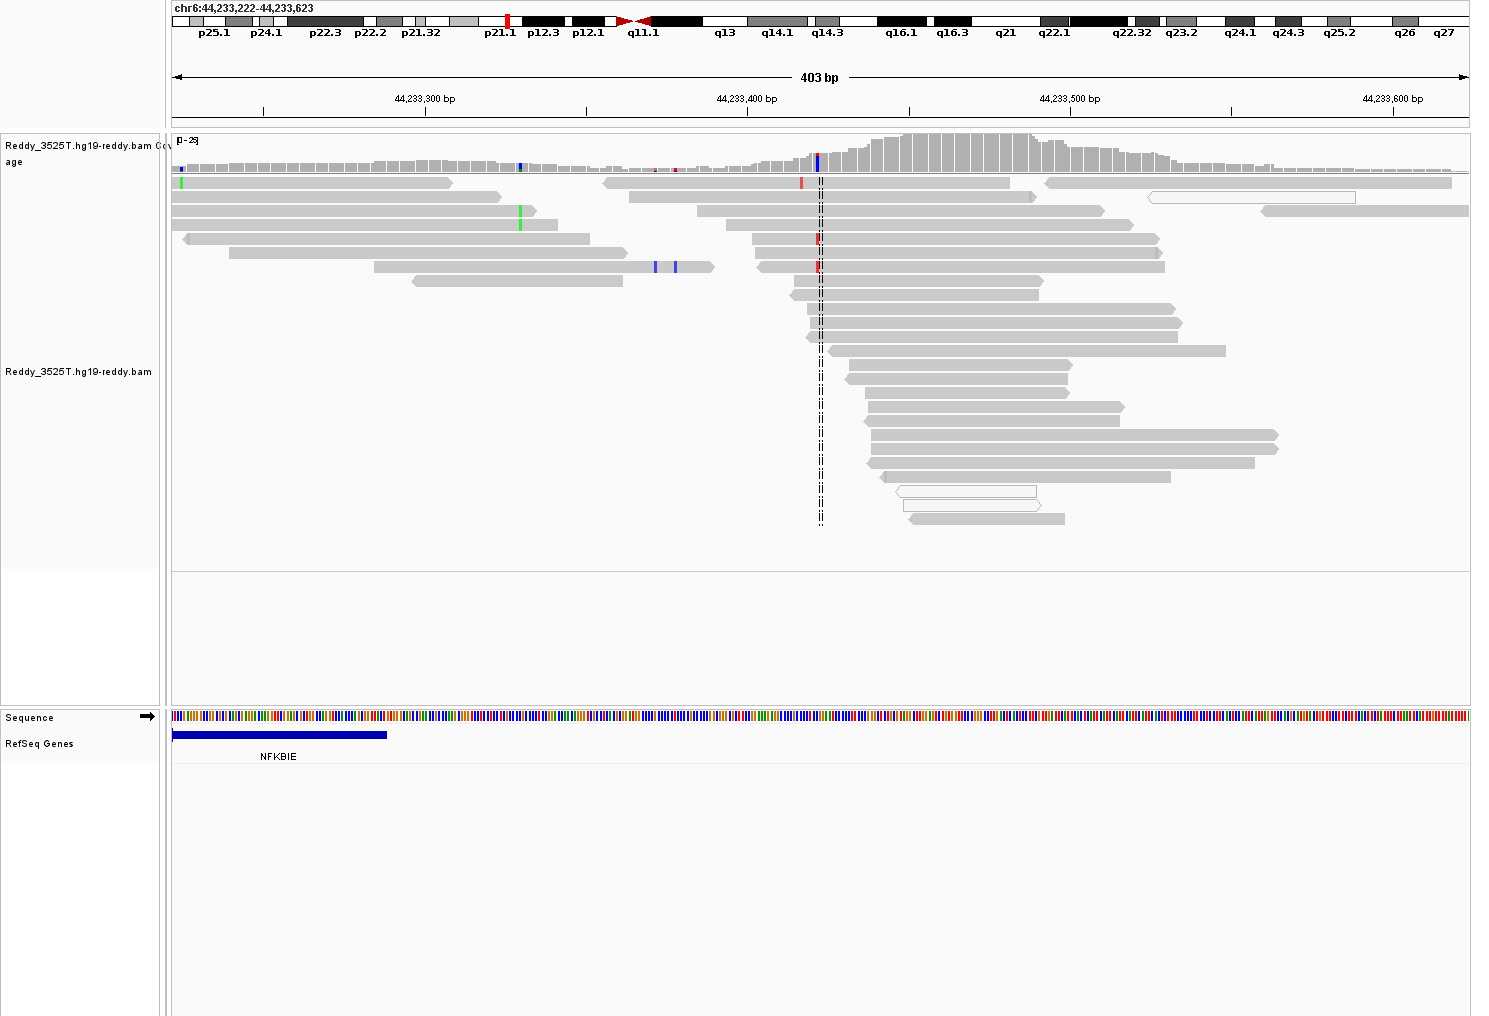 chr6:44,233,222-44,233,623
p25.1 p24.1 p22.3 p22.2 p21.32 p21.1 p12.3 p12.1 q11.1 q13 q14.1 q14.3 q16.1 q16.3 q21 q22.1 q22.32 q23.2 q24.1 q24.3 q25.2 q26 q27
403 bp
44,233,300 bp 44,233,400 bp 44,233,500 bp 44,233,600 bp
Reddy_3525T.hg19-reddy.bam Cov
age
Reddy_3525T.hg19-reddy.bam
Sequence
RefSeq Genes
NFKBIE